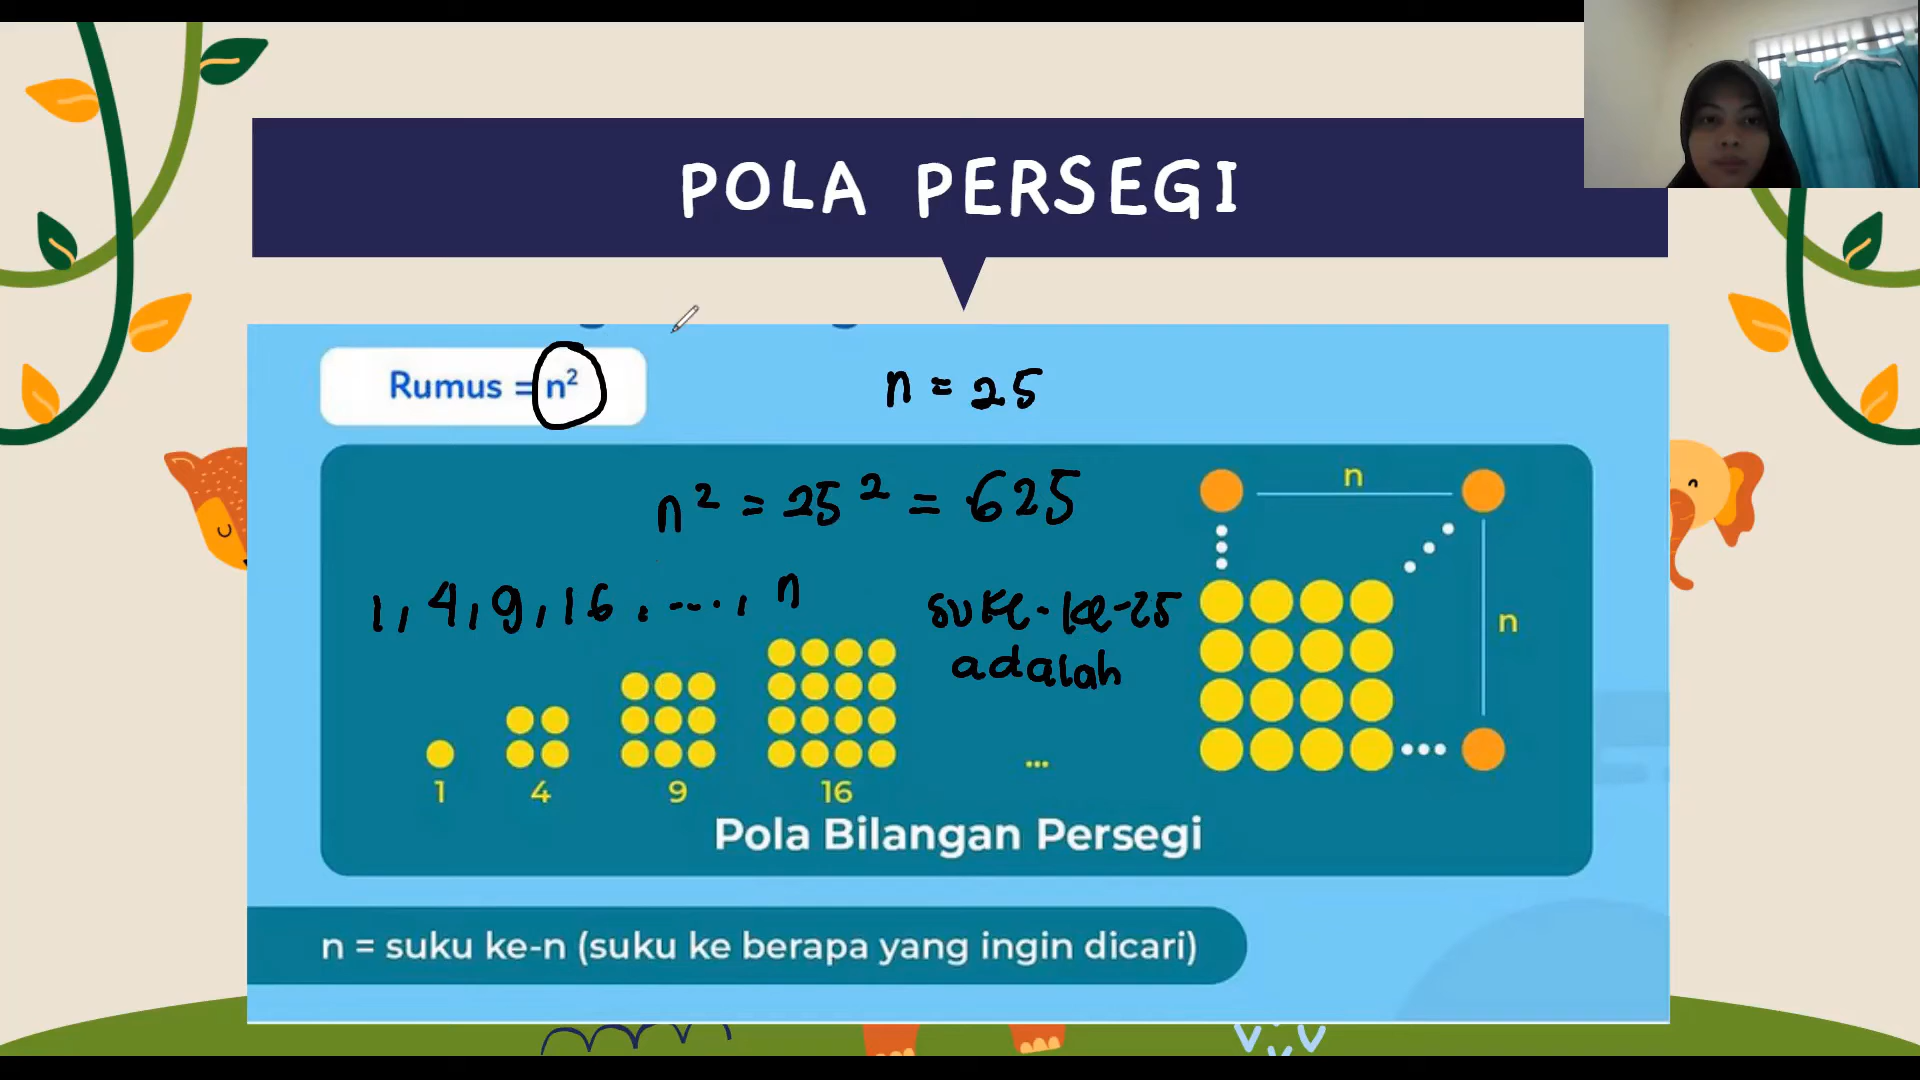 POLA PERSEGI
Rumus = n²
n = 25
n² = 25² = 625
n
1, 4, 9, 16, ...., n
suke-ke-25
adalah
n
1 4 9 16 ...
Pola Bilangan Persegi
n = suku ke-n (suku ke berapa yang ingin dicari)